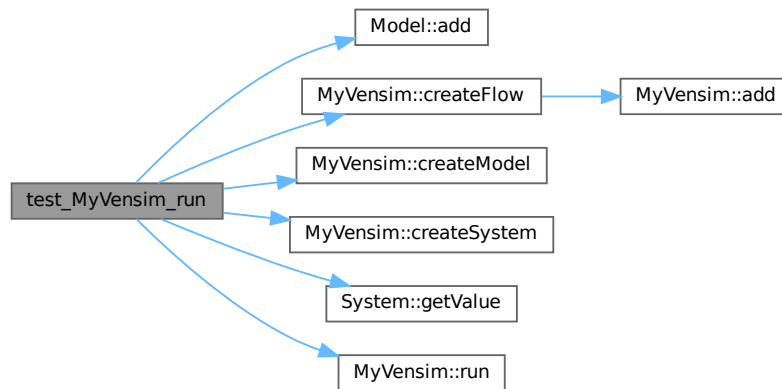 Model::add
MyVensim::createFlow
MyVensim::add
MyVensim::createModel
test_MyVensim_run
MyVensim::createSystem
System::getValue
MyVensim::run